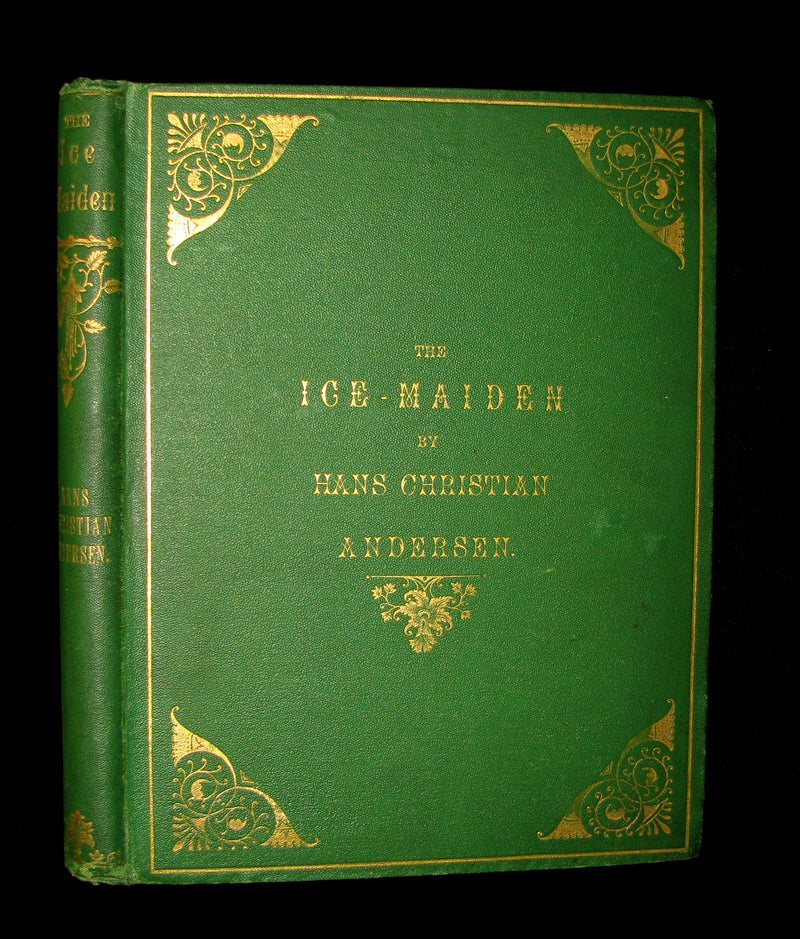 THE
Ice
Maiden
HANS
CHRISTIAN
ANDERSEN.
THE
ICE-MAIDEN
BY
HANS CHRISTIAN
ANDERSEN.